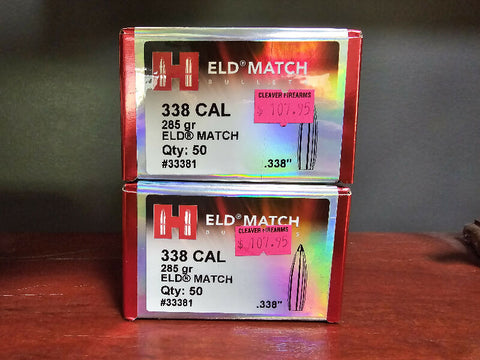 H ELD® MATCH
BULLETS
CLEAVER FIREARMS
$ 107.95
338 CAL
285 gr
ELD® MATCH
Qty: 50
#33381
.338"
H ELD® MATCH
CLEAVER FIREARMS
$ 107.95
338 CAL
285 gr
ELD® MATCH
Qty: 50
#33381
.338"